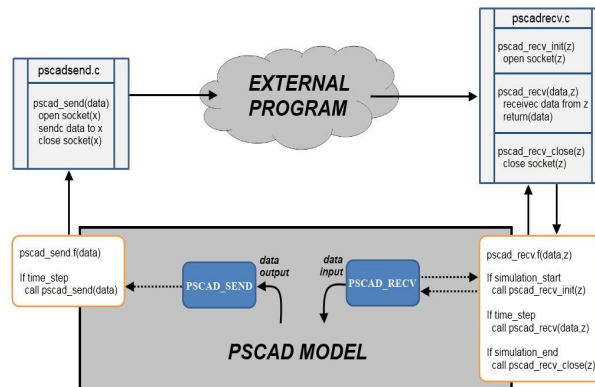 pscadsend.c
pscad_send(data)
open socket(x)
sendc data to x
close socket(x)
EXTERNAL
PROGRAM
pscadrecv.c
pscad_recv_init(z)
open socket(z)
pscad_recv(data,z)
receivec data from z
return(data)
pscad_recv_close(z)
close socket(z)
pscad_send.f(data)
If time_step
call pscad_send(data)
PSCAD_SEND
data
output
data
input
PSCAD_RECV
PSCAD MODEL
pscad_recv.f(data,z)
If simulation_start
call pscad_recv_init(z)
If time_step
call pscad_recv(data,z)
If simulation_end
call pscad_recv_close(z)